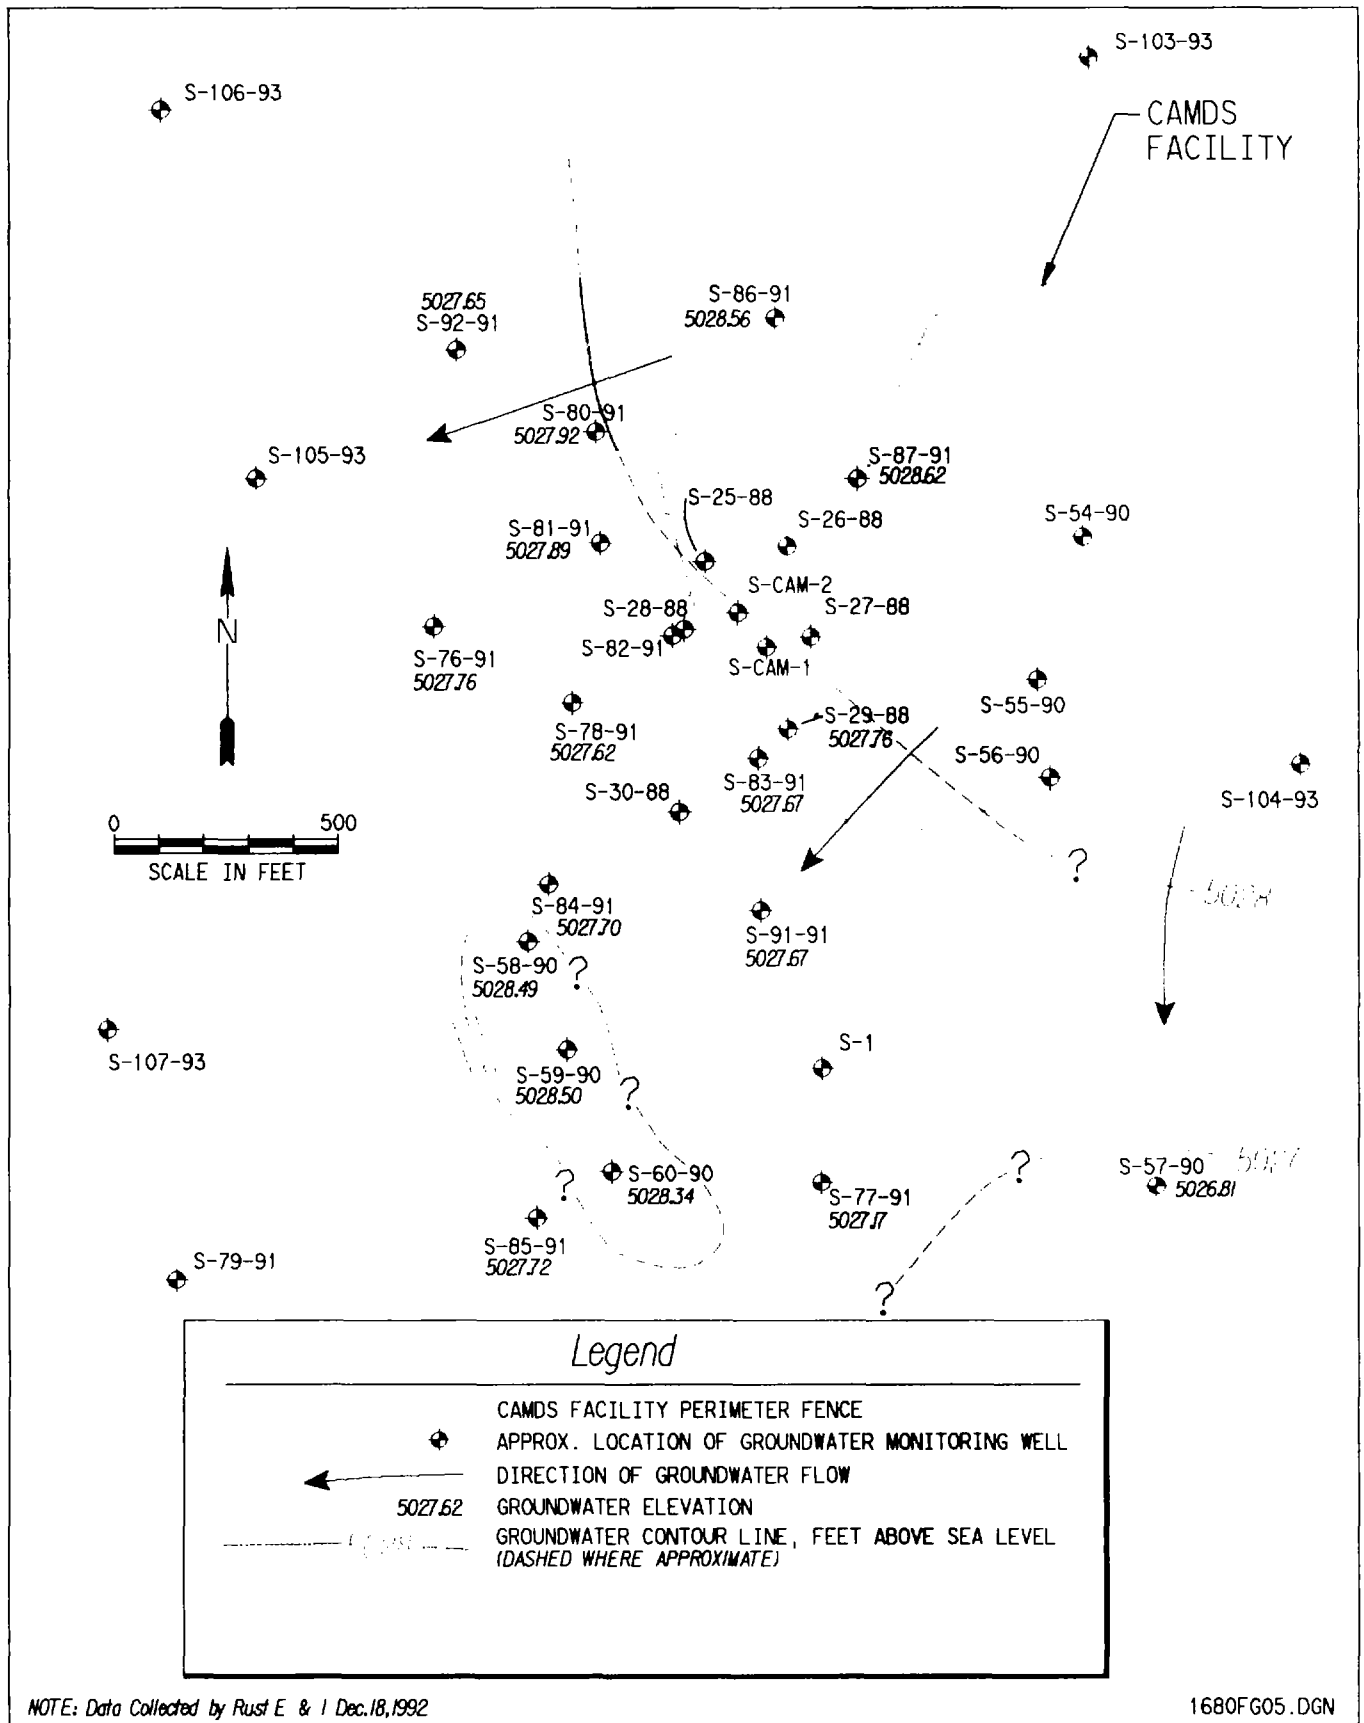 S-103-93
S-106-93
CAMDS
FACILITY
5027.65
S-92-91
S-86-91
5028.56
S-80-91
5027.92
S-105-93
S-87-91
5028.62
S-25-88
S-26-88
S-54-90
S-81-91
5027.89
S-CAM-2
S-28-88
S-27-88
N
S-82-91
S-76-91
5027.76
S-CAM-1
S-55-90
S-78-91
5027.62
S-29-88
5027.76
S-56-90
S-83-91
5027.67
S-30-88
S-104-93
0 500
SCALE IN FEET
?
5028
S-84-91
5027.70
S-91-91
5027.67
S-58-90
5028.49
?
S-1
S-107-93
S-59-90
5028.50
?
S-57-90
5026.81
5027
?
S-60-90
5028.34
?
S-77-91
5027.17
S-85-91
5027.72
S-79-91
?
Legend
CAMDS FACILITY PERIMETER FENCE
APPROX. LOCATION OF GROUNDWATER MONITORING WELL
DIRECTION OF GROUNDWATER FLOW
5027.62 GROUNDWATER ELEVATION
GROUNDWATER CONTOUR LINE, FEET ABOVE SEA LEVEL
(DASHED WHERE APPROXIMATE)
NOTE: Data Collected by Rust E & I Dec.18,1992
1680FG05.DGN